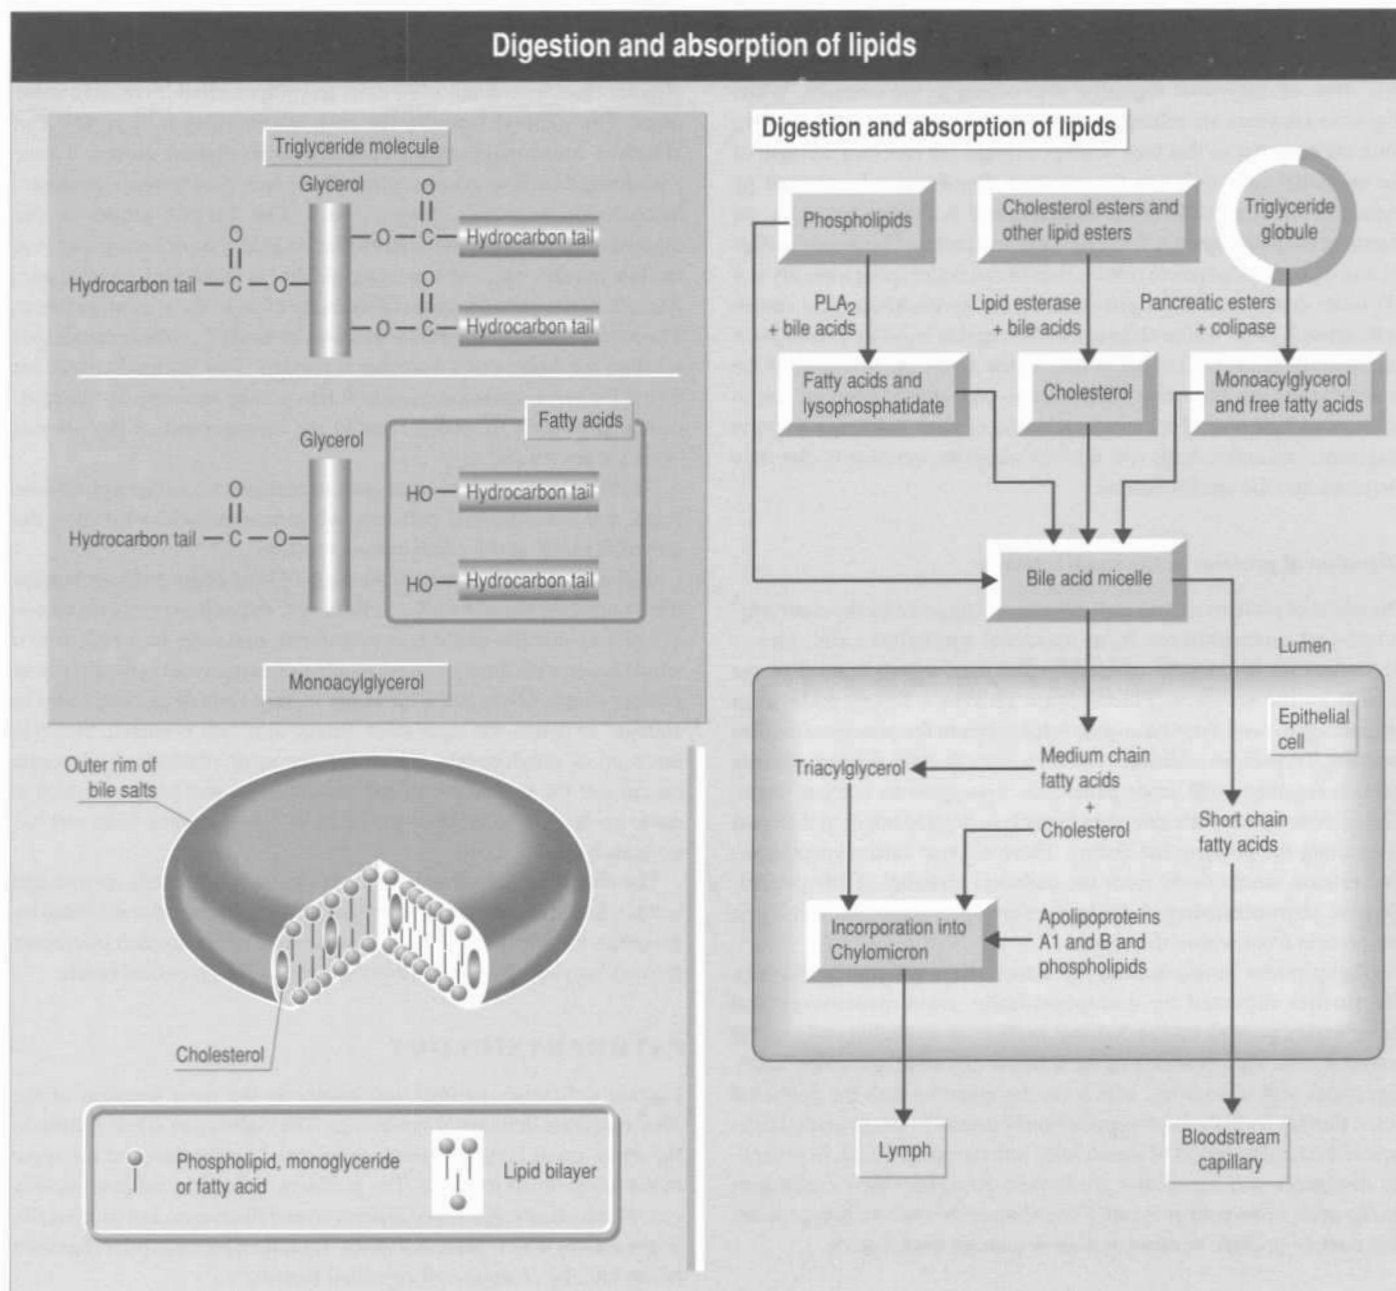 Digestion and absorption of lipids
Triglyceride molecule
Glycerol
O
O
C
Hydrocarbon tail
O
Hydrocarbon tail
C
O
O
O
C
Hydrocarbon tail
Glycerol
Fatty acids
HO
Hydrocarbon tail
O
Hydrocarbon tail
C
O
HO
Hydrocarbon tail
Monoacylglycerol
Outer rim of
bile salts
Cholesterol
Phospholipid, monoglyceride
or fatty acid
Lipid bilayer
Digestion and absorption of lipids
Phospholipids
Cholesterol esters and
other lipid esters
Triglyceride
globule
PLA₂
+ bile acids
Lipid esterase
+ bile acids
Pancreatic esters
+ colipase
Fatty acids and
lysophosphatidate
Cholesterol
Monoacylglycerol
and free fatty acids
Bile acid micelle
Lumen
Epithelial
cell
Triacylglycerol
Medium chain
fatty acids
+
Cholesterol
Short chain
fatty acids
Incorporation into
Chylomicron
Apolipoproteins
A1 and B and
phospholipids
Lymph
Bloodstream
capillary